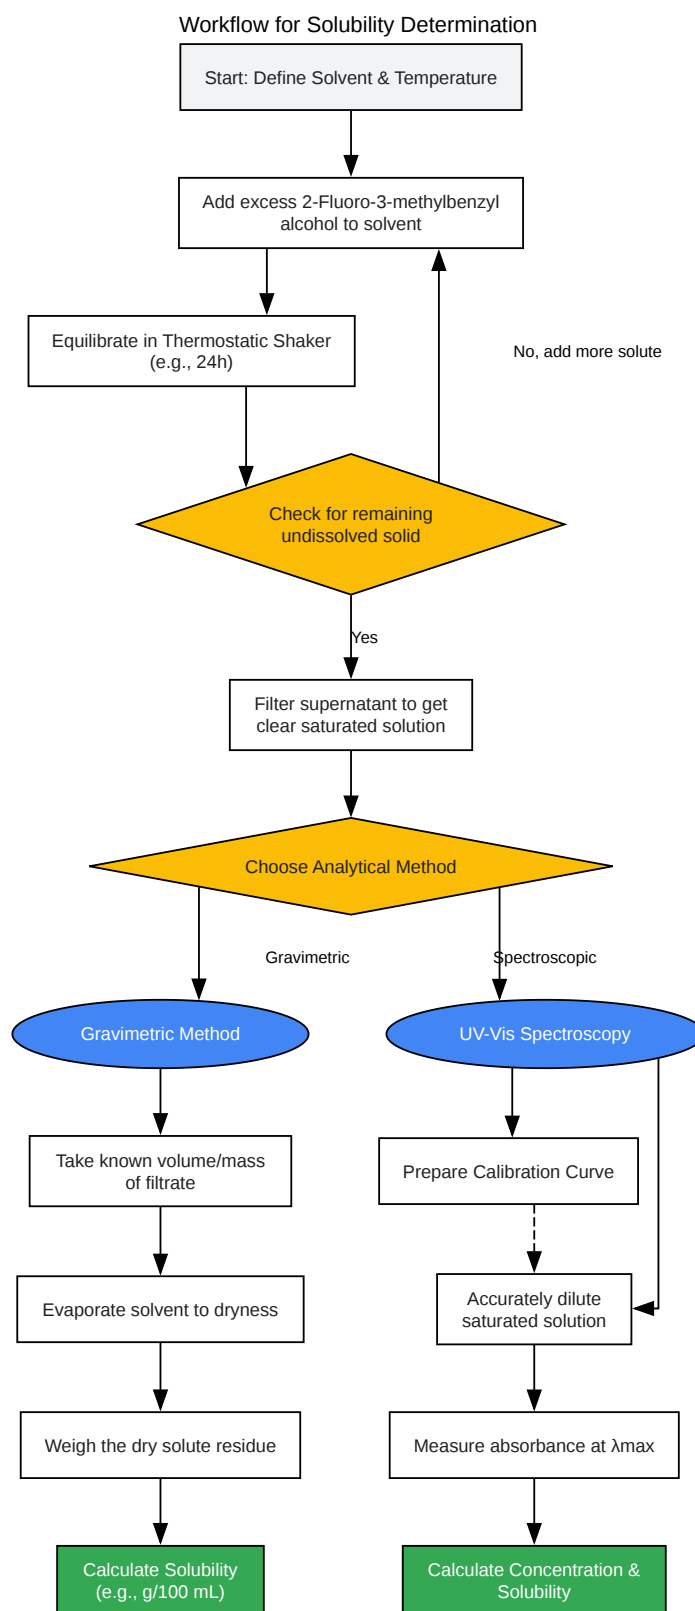 Workflow for Solubility Determination
Start: Define Solvent & Temperature
Add excess 2-Fluoro-3-methylbenzyl
alcohol to solvent
Equilibrate in Thermostatic Shaker
(e.g., 24h)
No, add more solute
Check for remaining
undissolved solid
Yes
Filter supernatant to get
clear saturated solution
Choose Analytical Method
Gravimetric
Spectroscopic
Gravimetric Method
UV-Vis Spectroscopy
Take known volume/mass
of filtrate
Prepare Calibration Curve
Evaporate solvent to dryness
Accurately dilute
saturated solution
Weigh the dry solute residue
Measure absorbance at λmax
Calculate Solubility
(e.g., g/100 mL)
Calculate Concentration &
Solubility